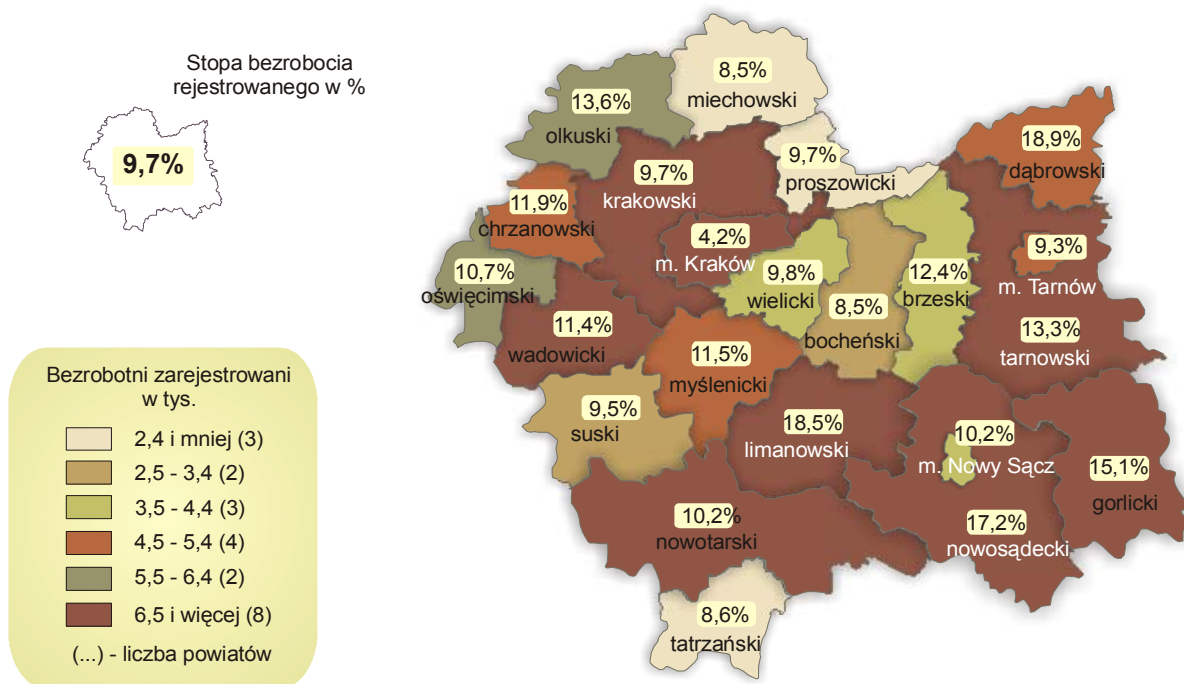 Stopa bezrobocia
rejestrowanego w %
9,7%
Bezrobotni zarejestrowani
w tys.
2,4 i mniej (3)
2,5 - 3,4 (2)
3,5 - 4,4 (3)
4,5 - 5,4 (4)
5,5 - 6,4 (2)
6,5 i więcej (8)
(...) - liczba powiatów
8,5%
miechowski
13,6%
olkuski
9,7%
proszowicki
18,9%
dąbrowski
9,7%
krakowski
11,9%
chrzanowski
4,2%
m. Kraków
9,3%
m. Tarnów
10,7%
oświęcimski
9,8%
wielicki
12,4%
brzeski
8,5%
bocheński
11,4%
wadowicki
13,3%
tarnowski
11,5%
myślenicki
9,5%
suski
18,5%
limanowski
10,2%
m. Nowy Sącz
15,1%
gorlicki
10,2%
nowotarski
17,2%
nowosądecki
8,6%
tatrzański